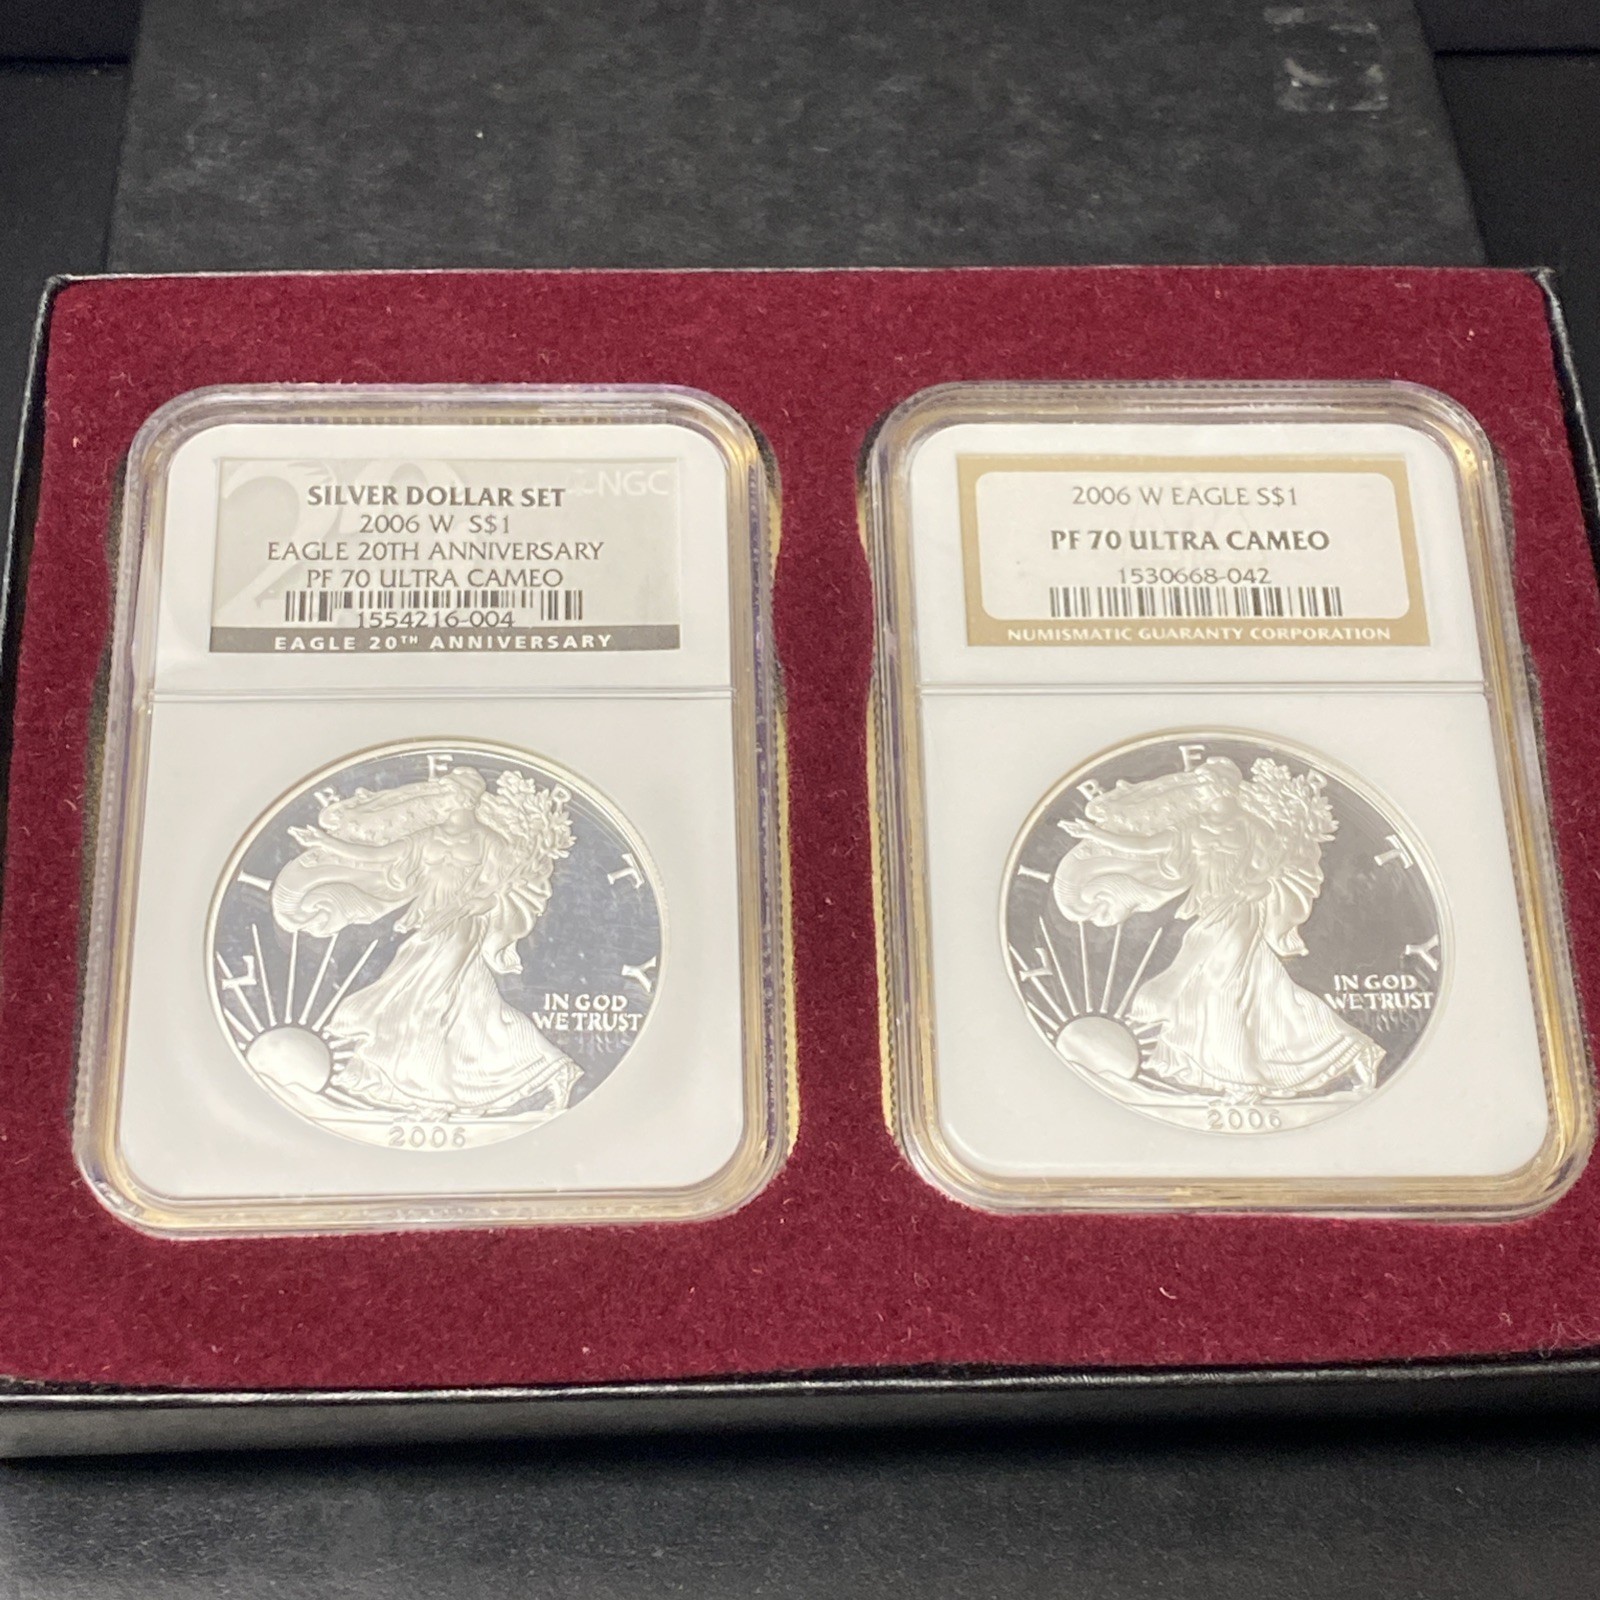 NGC
SILVER DOLLAR SET
2006 W S$1
EAGLE 20TH ANNIVERSARY
PF 70 ULTRA CAMEO
1554216-004
EAGLE 20TH ANNIVERSARY
LIBERTY
IN GOD
WE TRUST
2006
2006 W EAGLE S$1
PF 70 ULTRA CAMEO
1530668-042
NUMISMATIC GUARANTY CORPORATION
LIBERTY
IN GOD
WE TRUST
2006